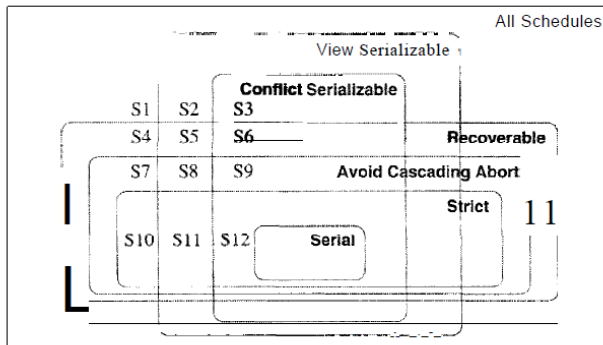 All Schedules
View Serializable
Conflict Serializable
S1 S2 S3
S4 S5 S6 Recoverable
S7 S8 S9 Avoid Cascading Abort
Strict
11
S10 S11 S12 Serial